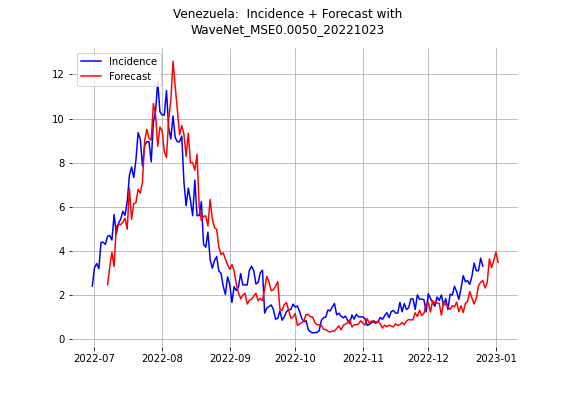 Venezuela:  Incidence + Forecast with
WaveNet_MSE0.0050_20221023
Incidence
Forecast
12
10
8
6
4
2
0
2022-07 2022-08 2022-09 2022-10 2022-11 2022-12 2023-01